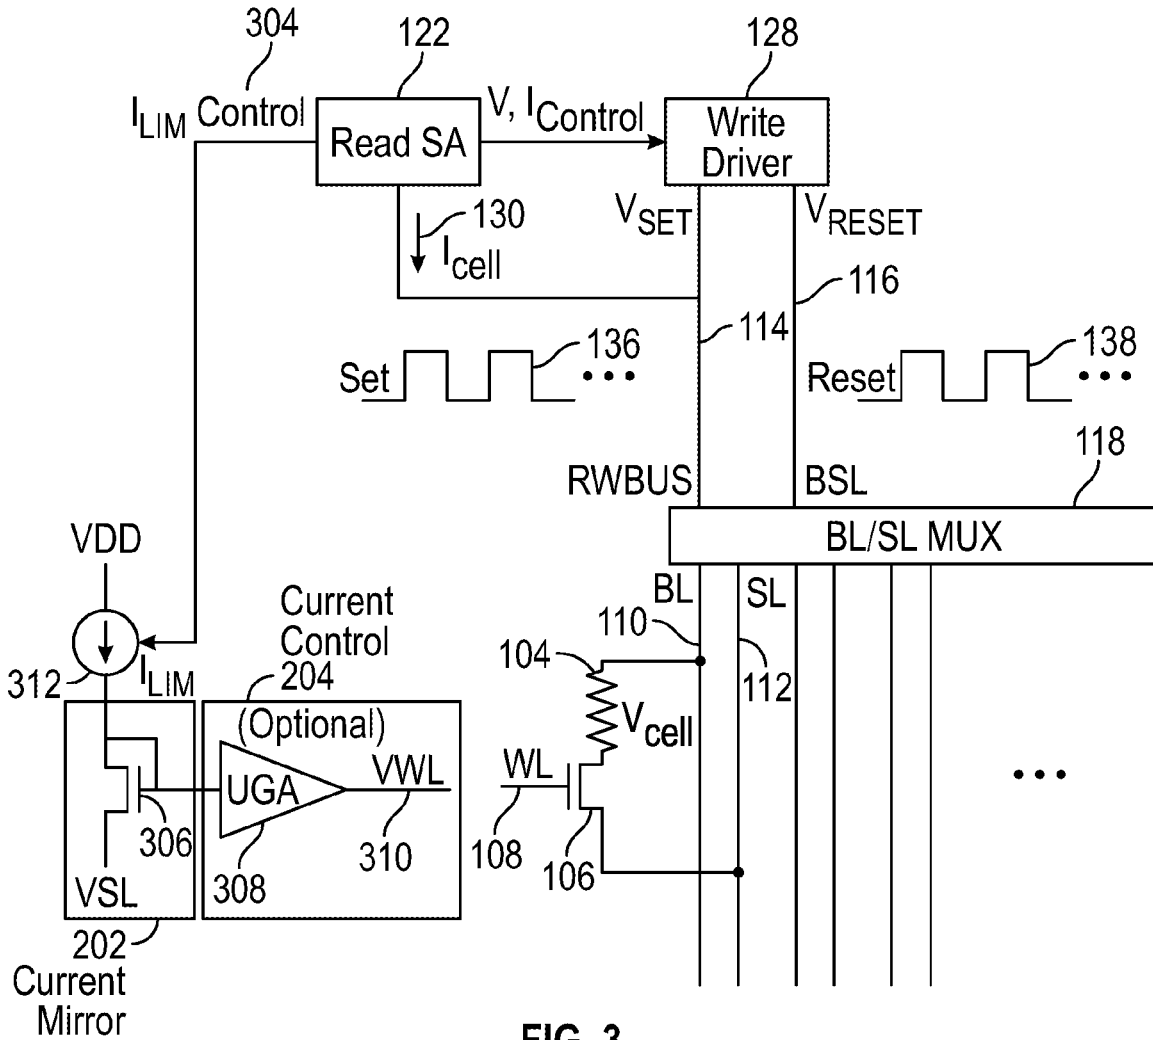 304
122
128
I_LIM Control
Read SA
V, I_Control
Write
Driver
130
I_cell
V_SET
V_RESET
116
114
Set
136
Reset
138
RWBUS
BSL
118
BL/SL MUX
VDD
312
I_LIM
Current
Control
204
(Optional)
BL
SL
110
104
112
V_cell
UGA
VWL
WL
306
308
310
108
106
VSL
202
Current
Mirror
FIG. 3